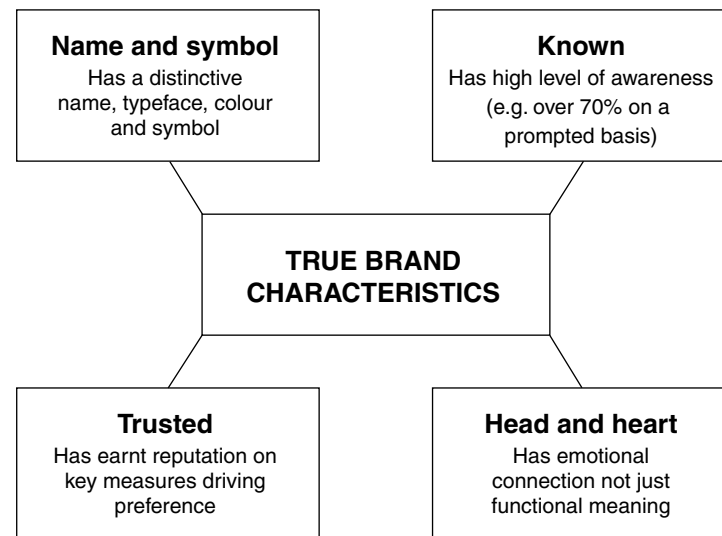 Name and symbol
Has a distinctive
name, typeface, colour
and symbol
Known
Has high level of awareness
(e.g. over 70% on a
prompted basis)
TRUE BRAND
CHARACTERISTICS
Trusted
Has earnt reputation on
key measures driving
preference
Head and heart
Has emotional
connection not just
functional meaning